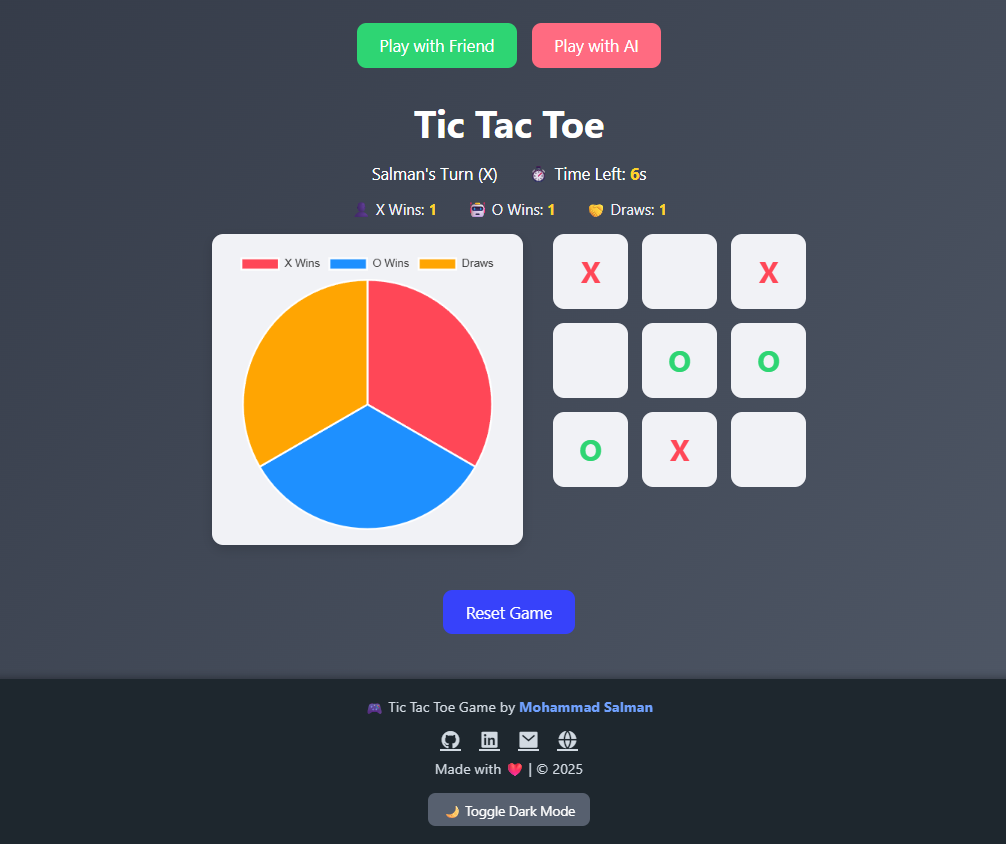 Play with Friend Play with AI
Tic Tac Toe
Salman's Turn (X) ⏱ Time Left: 6s
👤 X Wins: 1 🤖 O Wins: 1 🤝 Draws: 1
X Wins O Wins Draws
X X
O O
O X
Reset Game
🎮 Tic Tac Toe Game by Mohammad Salman
in
Made with ❤️ | © 2025
🌙 Toggle Dark Mode